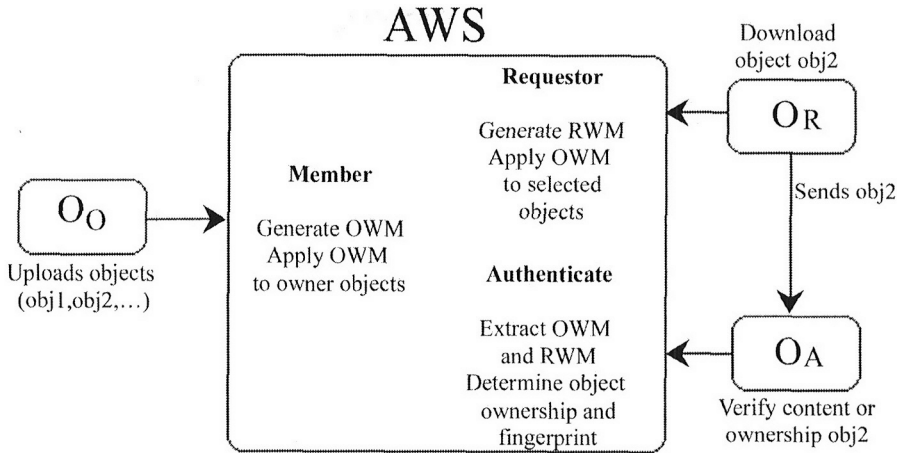 AWS
Oo
Uploads objects
(obj1,obj2,…)
Member
Generate OWM
Apply OWM
to owner objects
Requestor
Generate RWM
Apply OWM
to selected
objects
Authenticate
Extract OWM
and RWM
Determine object
ownership and
fingerprint
Download
object obj2
OR
Sends obj2
OA
Verify content or
ownership obj2